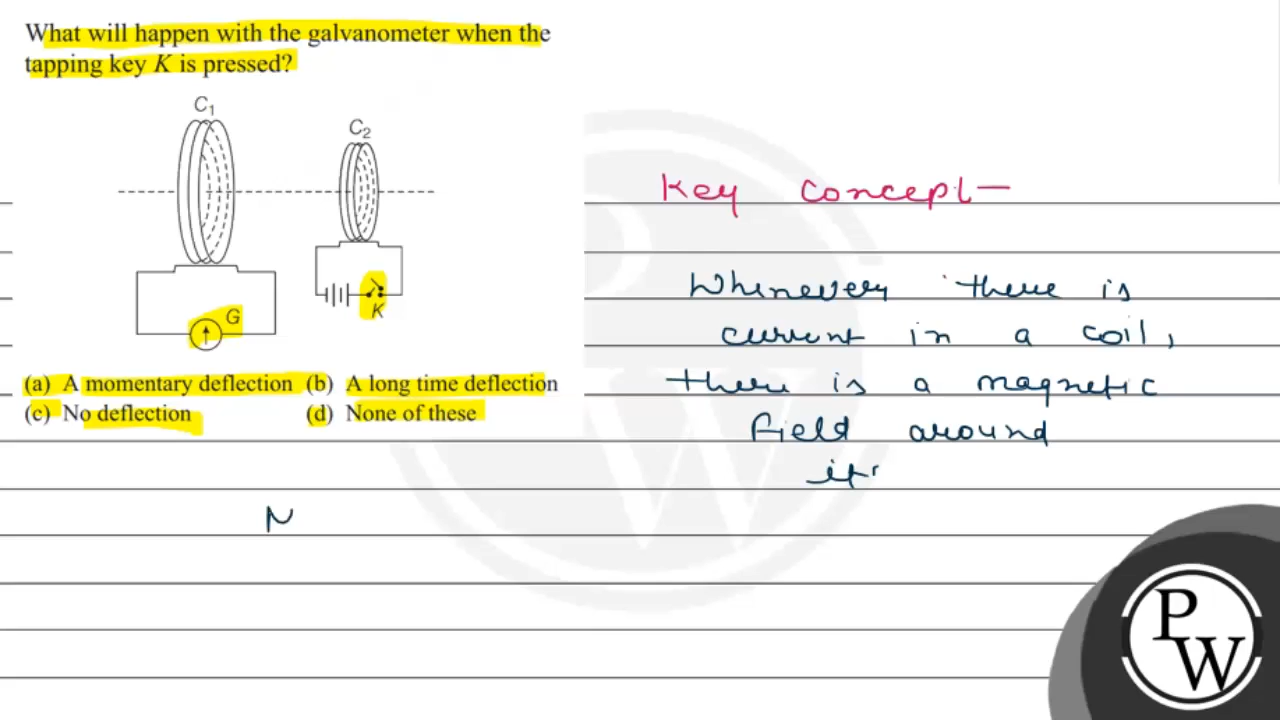 What will happen with the galvanometer when the
tapping key K is pressed?
C1
C2
G
K
(a) A momentary deflection (b) A long time deflection
(c) No deflection (d) None of these
Key concept—
Whenever there is
current in a coil,
there is a magnetic
field around
it.
N
PW
PW